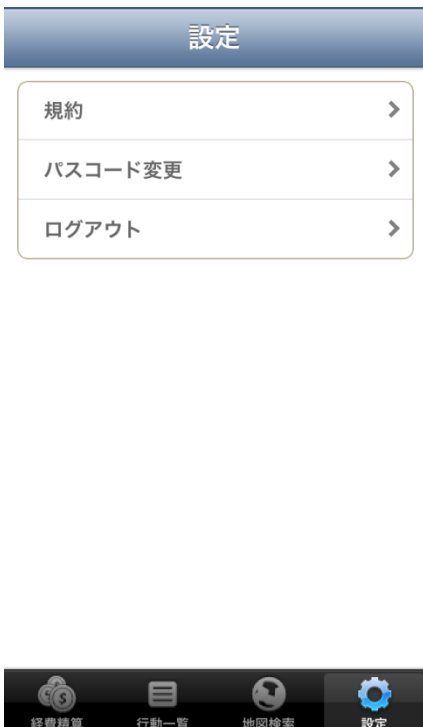 設定
規約
パスコード変更
ログアウト
経費精算
行動一覧
地図検索
設定